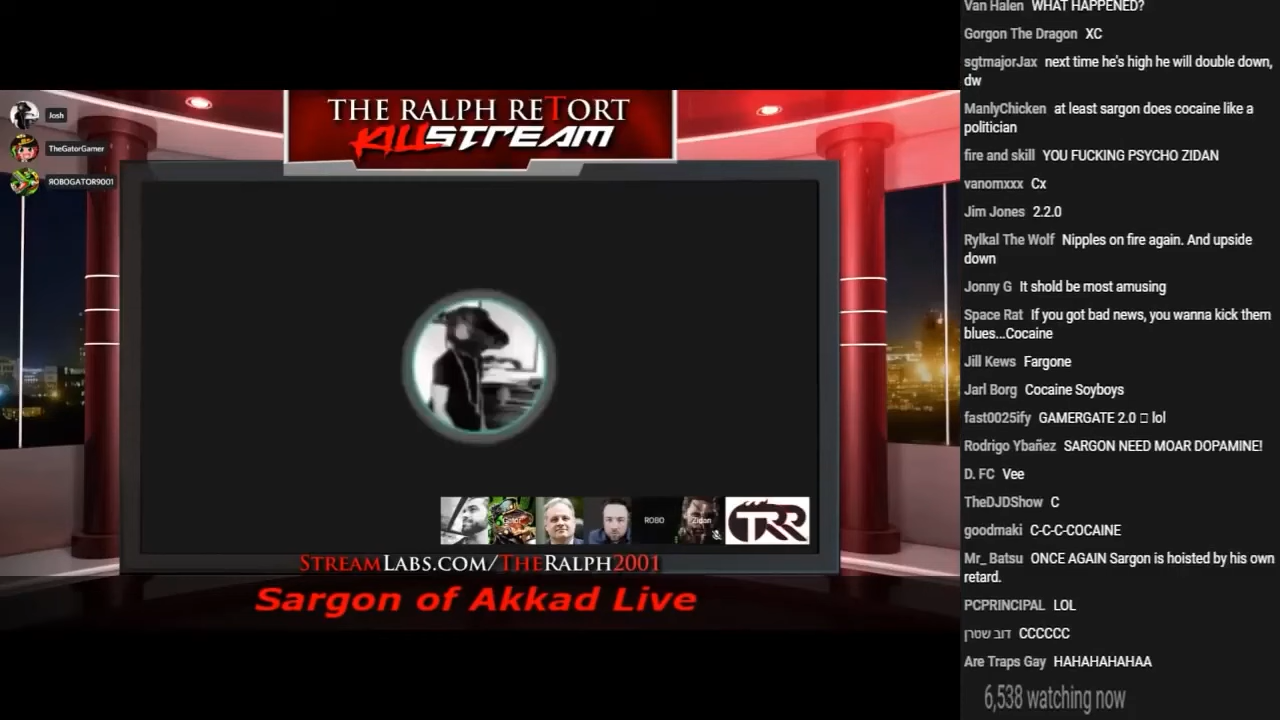 THE RALPH RETORT
KILLSTREAM
Josh
TheGatorGamer
ЯOBOGATOR9001
ROBO
Zidan
TRR
STREAMLABS.COM/THERALPH2001
Sargon of Akkad Live
Van Halen WHAT HAPPENED?
Gorgon The Dragon XC
sgtmajorJax next time he's high he will double down,
dw
ManlyChicken at least sargon does cocaine like a
politician
fire and skill YOU FUCKING PSYCHO ZIDAN
vanomxxx Cx
Jim Jones 2.2.0
Rylkal The Wolf Nipples on fire again. And upside
down
Jonny G It shold be most amusing
Space Rat If you got bad news, you wanna kick them
blues...Cocaine
Jill Kews Fargone
Jarl Borg Cocaine Soyboys
fast0025ify GAMERGATE 2.0 lol
Rodrigo Ybañez SARGON NEED MOAR DOPAMINE!
D. FC Vee
TheDJDShow C
goodmaki C-C-C-COCAINE
Mr_ Batsu ONCE AGAIN Sargon is hoisted by his own
retard.
PCPRINCIPAL LOL
דוב שטרן CCCCCC
Are Traps Gay HAHAHAHAHAA
6,538 watching now